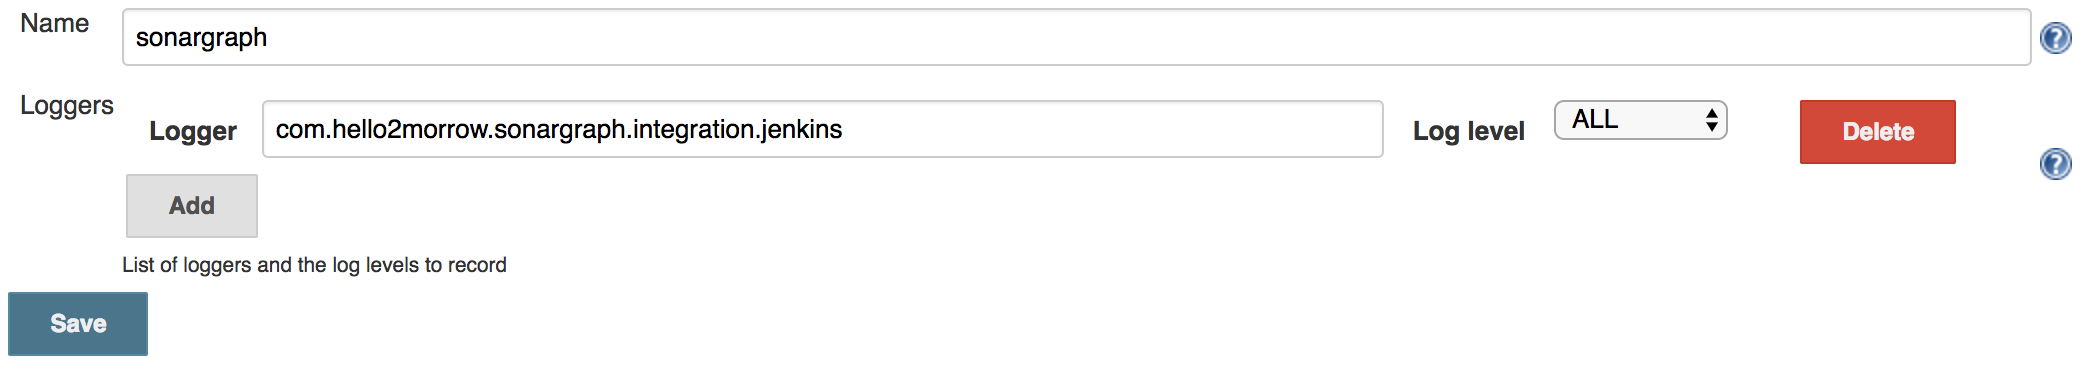 Name sonargraph
Loggers
Logger com.hello2morrow.sonargraph.integration.jenkins Log level ALL Delete
Add
List of loggers and the log levels to record
Save